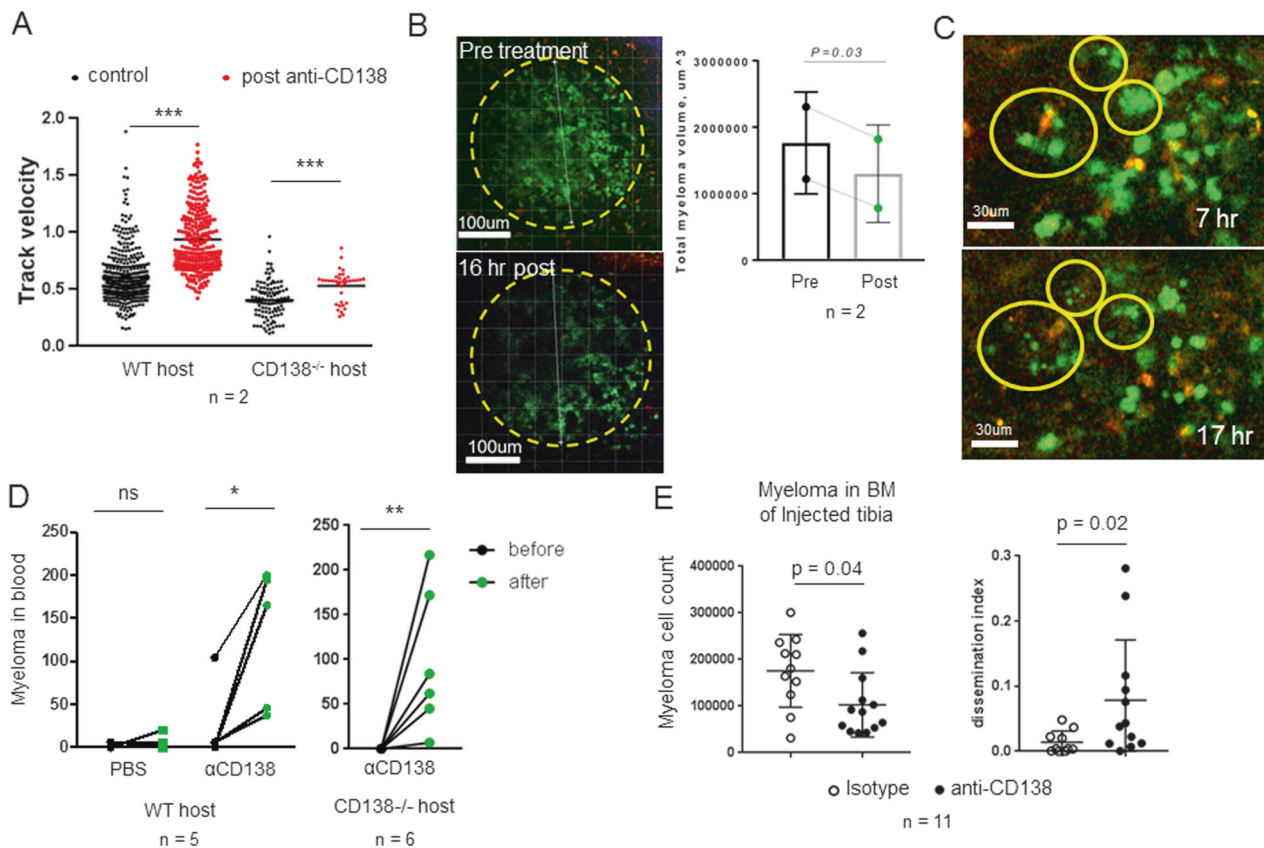 A
control
post anti-CD138
***
***
Track velocity
2.0
1.5
1.0
0.5
0.0
WT host
CD138-/- host
n = 2
B
Pre treatment
100um
16 hr post
100um
P=0.03
Total myeloma volume, um^3
3000000
2000000
1000000
0
Pre
Post
n = 2
C
30um
7 hr
30um
17 hr
D
ns
*
Myeloma in blood
250
200
150
100
50
0
PBS
αCD138
WT host
n = 5
**
250
200
150
100
50
0
αCD138
CD138-/- host
n = 6
before
after
E
Myeloma in BM
of Injected tibia
p = 0.04
Myeloma cell count
400000
300000
200000
100000
0
p = 0.02
dissemination index
0.3
0.2
0.1
0.0
Isotype
anti-CD138
n = 11